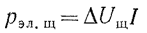 pэл. щ = ΔUщI